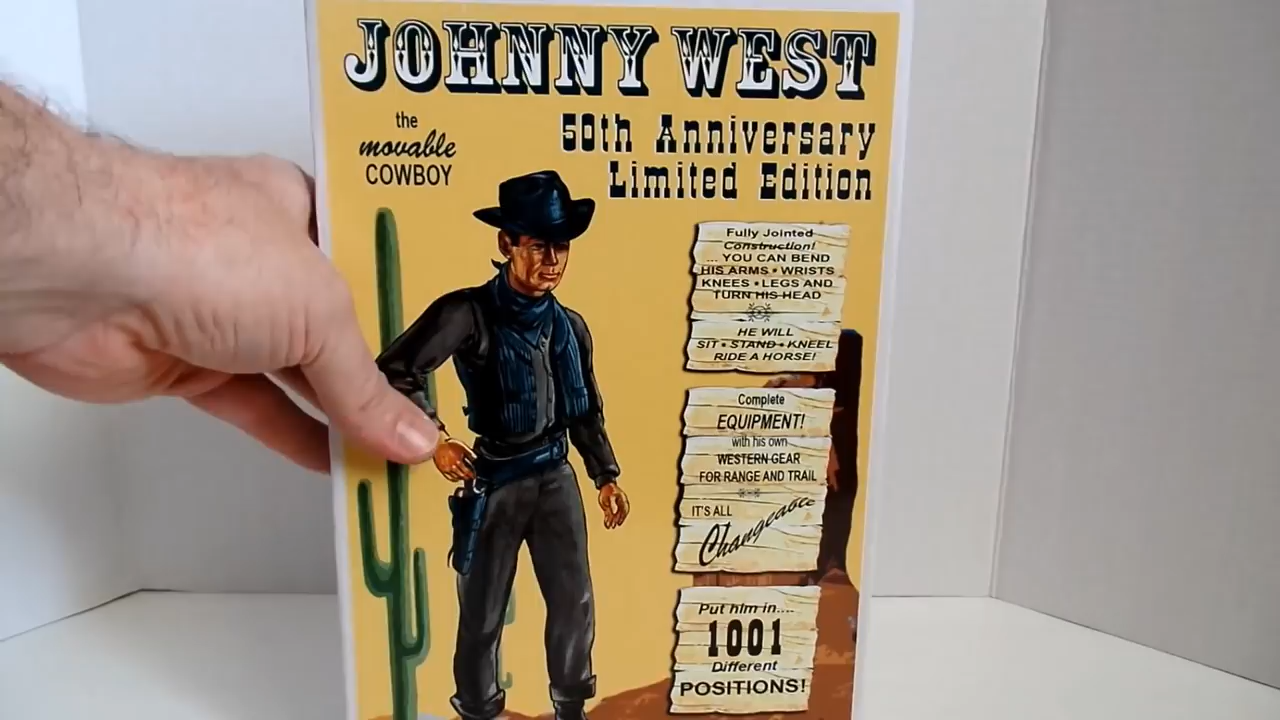 JOHNNY WEST
the
movable
COWBOY
50th Anniversary
Limited Edition
Fully Jointed
Construction!
... YOU CAN BEND
HIS ARMS • WRISTS
KNEES • LEGS AND
TURN HIS HEAD
HE WILL
SIT • STAND • KNEEL
RIDE A HORSE!
Complete
EQUIPMENT!
with his own
WESTERN GEAR
FOR RANGE AND TRAIL
IT'S ALL
Changeable
Put him in....
1001
Different
POSITIONS!